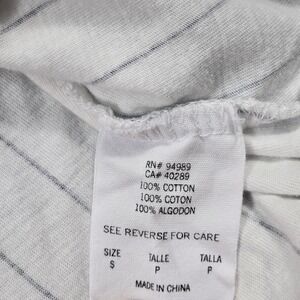 RN# 94989
CA# 40289
100% COTTON
100% COTON
100% ALGODON
SEE REVERSE FOR CARE
SIZE TALLE TALLA
S P P
MADE IN CHINA